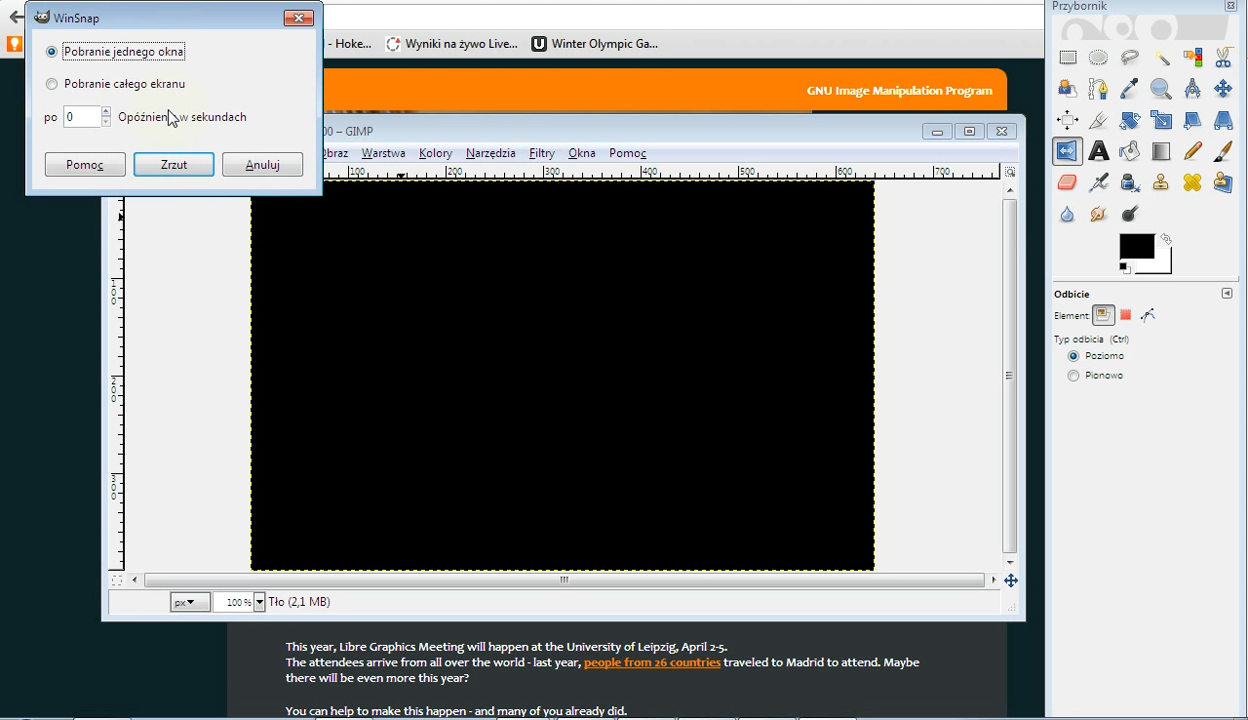 WinSnap
Pobranie jednego okna
Pobranie całego ekranu
po 0 w sekundach
Pomoc Zrzut Anuluj
- Hoke... Wyniki na żywo Live... Winter Olympic Ga...
GNU Image Manipulation Program
00 – GIMP
Obraz Warstwa Kolory Narzędzia Filtry Okna Pomoc
100 200 300 400 500 600 700
100
200
300
px 100 % Tło (2,1 MB)
This year, Libre Graphics Meeting will happen at the University of Leipzig, April 2-5.
The attendees arrive from all over the world - last year, people from 26 countries traveled to Madrid to attend. Maybe
there will be even more this year?
You can help to make this happen - and many of you already did.
Przybornik
Odbicie
Element:
Typ odbicia (Ctrl)
Poziomo
Pionowo